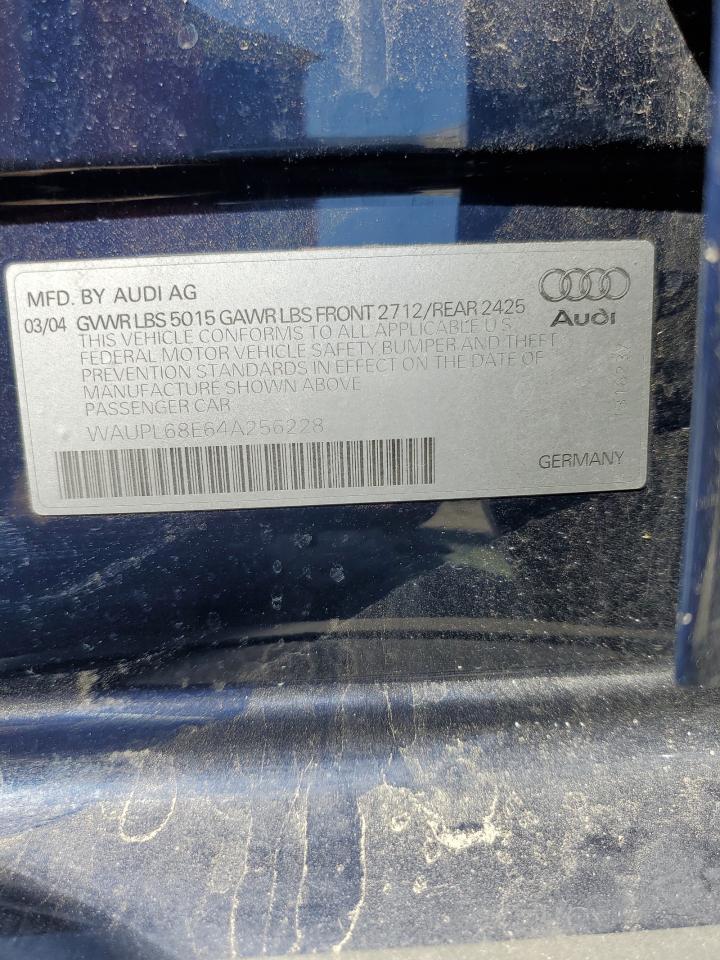 MFD. BY AUDI AG
03/04 GVWR LBS 5015 GAWR LBS FRONT 2712/REAR 2425
THIS VEHICLE CONFORMS TO ALL APPLICABLE U.S.
FEDERAL MOTOR VEHICLE SAFETY BUMPER AND THEFT
PREVENTION STANDARDS IN EFFECT ON THE DATE OF
MANUFACTURE SHOWN ABOVE
PASSENGER CAR
WAUPL68E64A256228
Audi
GERMANY